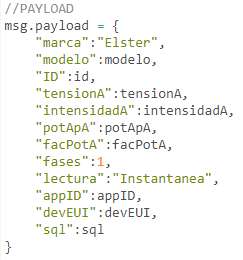 //PAYLOAD
msg.payload = {
"marca":"Elster",
"modelo":modelo,
"ID":id,
"tensionA":tensionA,
"intensidadA":intensidadA,
"potApA":potApA,
"facPotA":facPotA,
"fases":1,
"lectura":"Instantanea",
"appID":appID,
"devEUI":devEUI,
"sql":sql
}